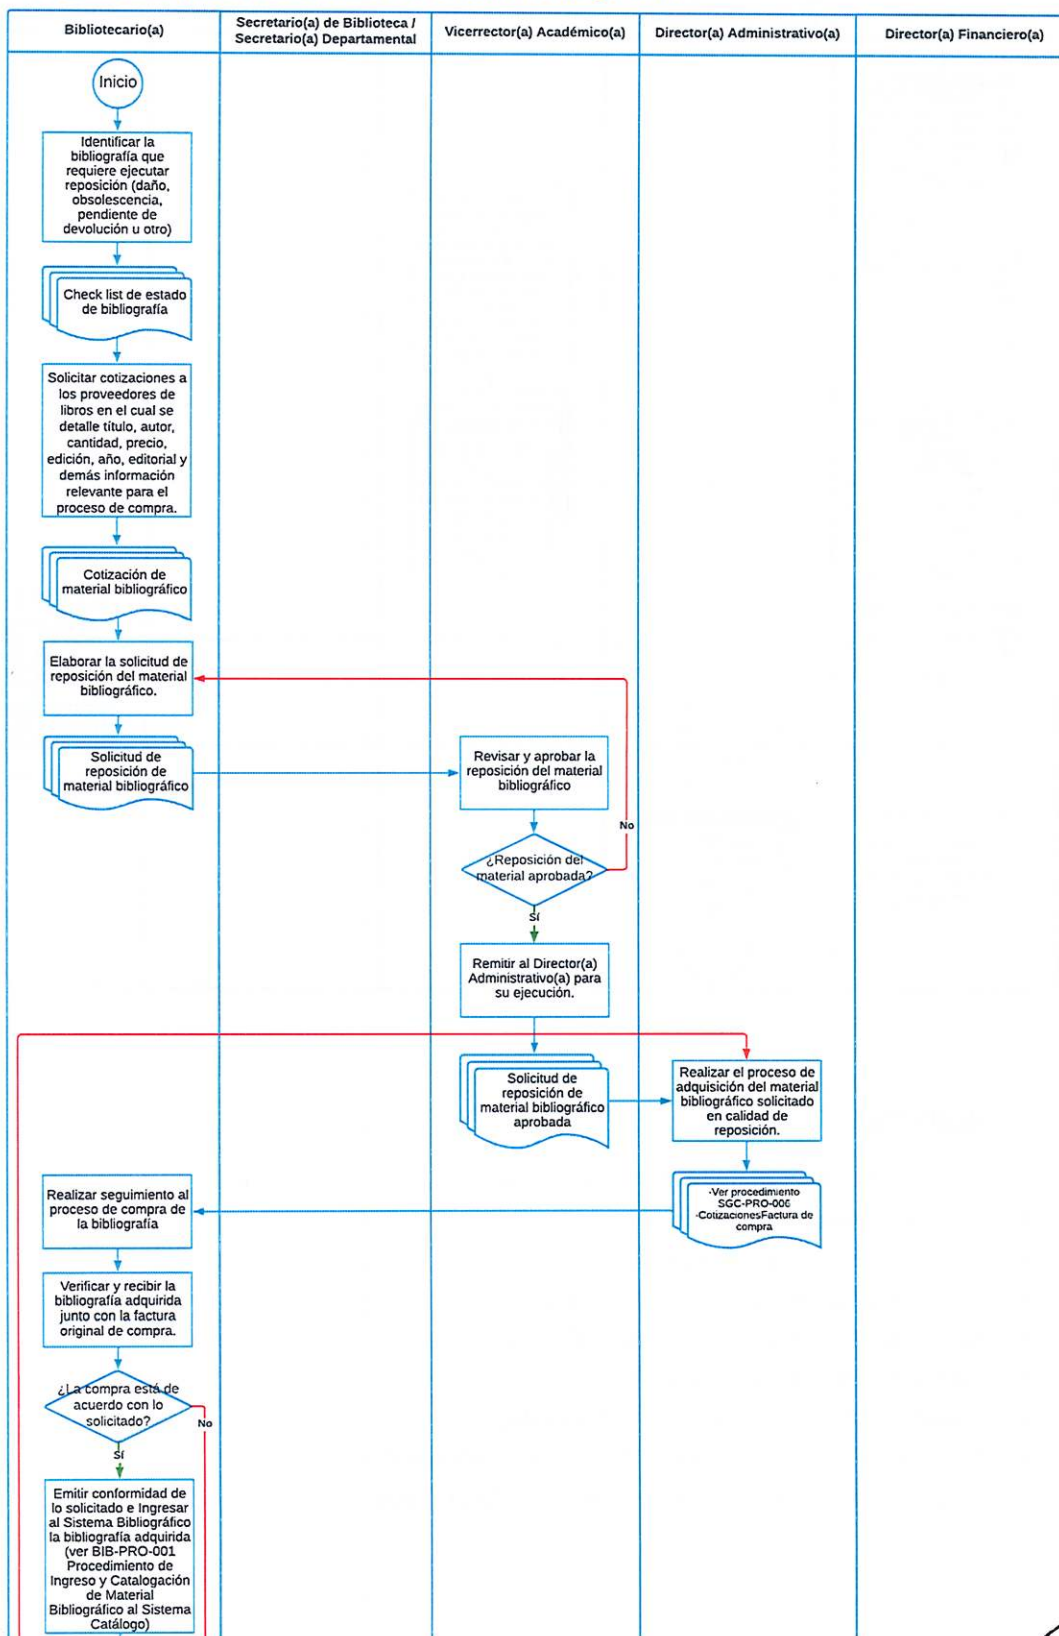 Bibliotecario(a)
Secretario(a) de Biblioteca /
Secretario(a) Departamental
Vicerrector(a) Académico(a)
Director(a) Administrativo(a)
Director(a) Financiero(a)
Inicio
Identificar la
bibliografía que
requiere ejecutar
reposición (daño,
obsolescencia,
pendiente de
devolución u otro)
Check list de estado
de bibliografía
Solicitar cotizaciones a
los proveedores de
libros en el cual se
detalle título, autor,
cantidad, precio,
edición, año, editorial y
demás información
relevante para el
proceso de compra.
Cotización de
material bibliográfico
Elaborar la solicitud de
reposición del material
bibliográfico.
Solicitud de
reposición de
material bibliográfico
Revisar y aprobar la
reposición del material
bibliográfico
No
¿Reposición del
material aprobada?
Sí
Remitir al Director(a)
Administrativo(a) para
su ejecución.
Solicitud de
reposición de
material bibliográfico
aprobada
Realizar el proceso de
adquisición del material
bibliográfico solicitado
en calidad de
reposición.
-Ver procedimiento
SGC-PRO-006
-CotizacionesFactura de
compra
Realizar seguimiento al
proceso de compra de
la bibliografía
Verificar y recibir la
bibliografía adquirida
junto con la factura
original de compra.
¿La compra está de
acuerdo con lo
solicitado?
No
Sí
Emitir conformidad de
lo solicitado e Ingresar
al Sistema Bibliográfico
la bibliografía adquirida
(ver BIB-PRO-001
Procedimiento de
Ingreso y Catalogación
de Material
Bibliográfico al Sistema
Catálogo)